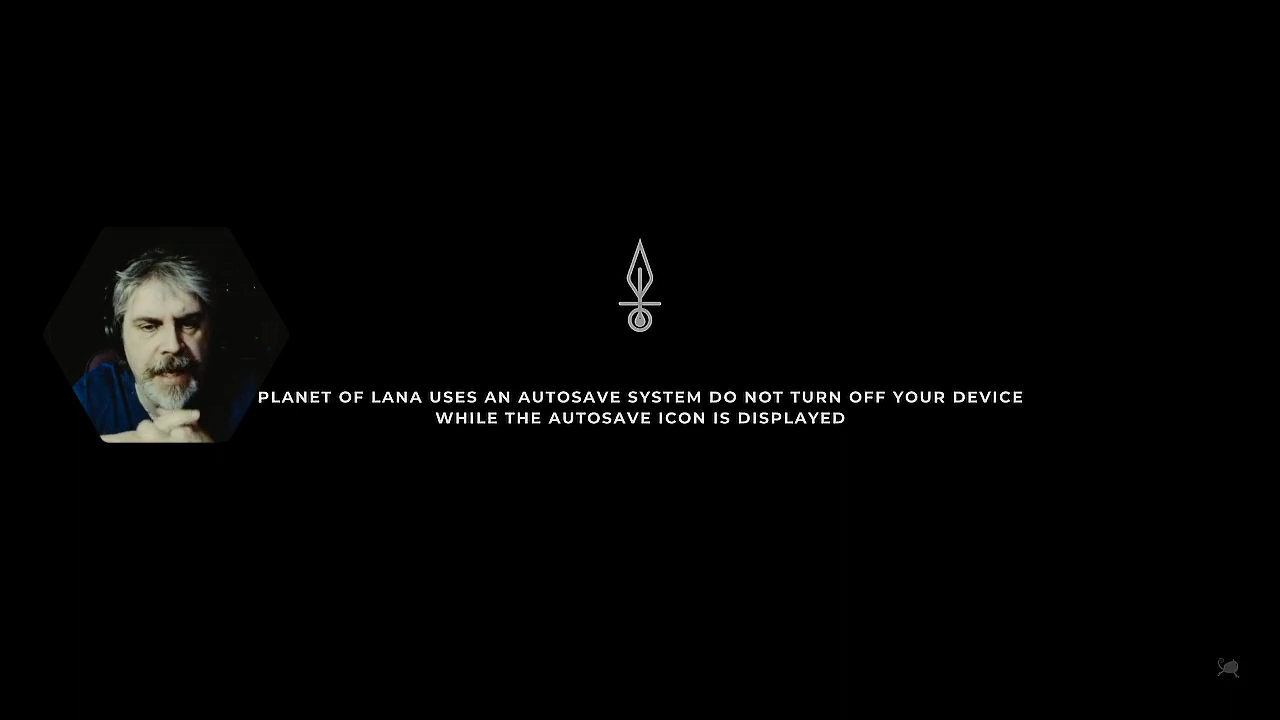 PLANET OF LANA USES AN AUTOSAVE SYSTEM DO NOT TURN OFF YOUR DEVICE
WHILE THE AUTOSAVE ICON IS DISPLAYED